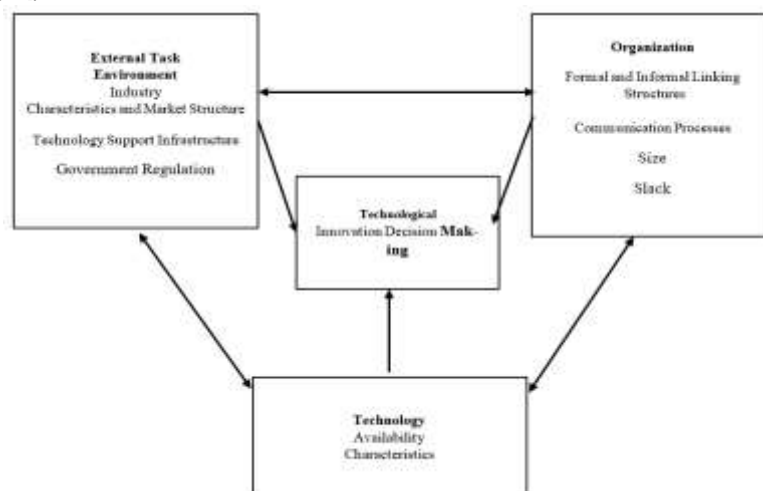 External Task
Environment
Industry
Characteristics and Market Structure
Technology Support Infrastructure
Government Regulation
Organization
Formal and Informal Linking
Structures
Communication Processes
Size
Slack
Technological
Innovation Decision Mak-
ing
Technology
Availability
Characteristics